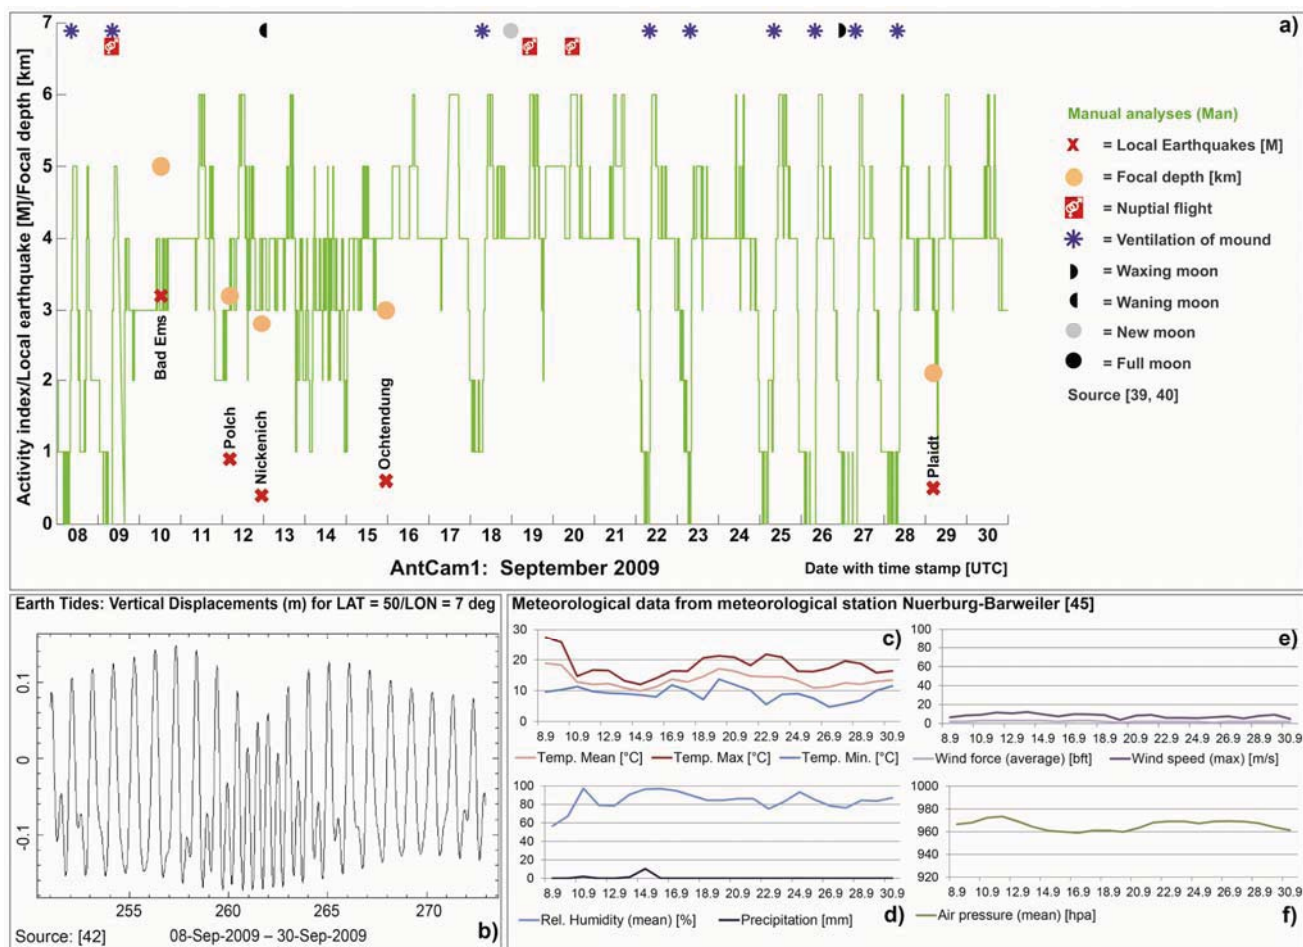 a)
7
6
5
4
3
2
1
0
Activity index/Local earthquake [M]/Focal depth [km]
Bad Ems
Polch
Nickenich
Ochtendung
Plaidt
08 09 10 11 12 13 14 15 16 17 18 19 20 21 22 23 24 25 26 27 28 29 30
AntCam1: September 2009
Date with time stamp [UTC]
Manual analyses (Man)
= Local Earthquakes [M]
= Focal depth [km]
= Nuptial flight
= Ventilation of mound
= Waxing moon
= Waning moon
= New moon
= Full moon
Source [39, 40]
Earth Tides: Vertical Displacements (m) for LAT = 50/LON = 7 deg
0.1
0
-0.1
255 260 265 270
Source: [42]
08-Sep-2009 – 30-Sep-2009
b)
Meteorological data from meteorological station Nuerburg-Barweiler [45]
c)
30
20
10
0
8.9 10.9 12.9 14.9 16.9 18.9 20.9 22.9 24.9 26.9 28.9 30.9
Temp. Mean [°C] Temp. Max [°C] Temp. Min. [°C]
100
80
60
40
20
0
8.9 10.9 12.9 14.9 16.9 18.9 20.9 22.9 24.9 26.9 28.9 30.9
Rel. Humidity (mean) [%] Precipitation [mm]
d)
e)
100
80
60
40
20
0
8.9 10.9 12.9 14.9 16.9 18.9 20.9 22.9 24.9 26.9 28.9 30.9
Wind force (average) [bft] Wind speed (max) [m/s]
1000
980
960
940
920
8.9 10.9 12.9 14.9 16.9 18.9 20.9 22.9 24.9 26.9 28.9 30.9
Air pressure (mean) [hpa]
f)